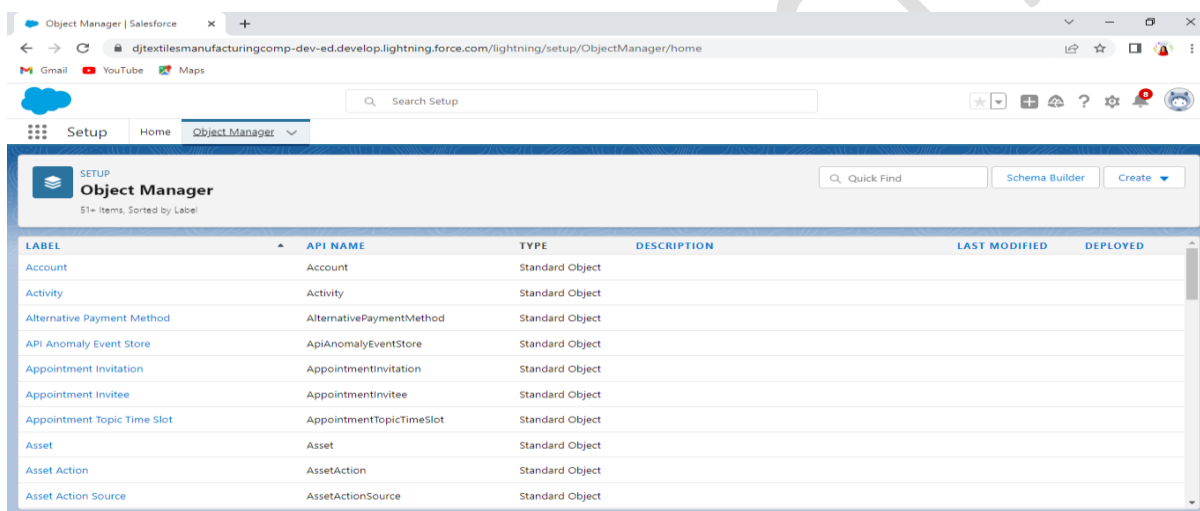 Object Manager | Salesforce
djtextilesmanufacturingcomp-dev-ed.develop.lightning.force.com/lightning/setup/ObjectManager/home
Gmail YouTube Maps
Search Setup
8
Setup Home Object Manager
SETUP
Object Manager
51+ Items, Sorted by Label
Quick Find Schema Builder Create
LABEL API NAME TYPE DESCRIPTION LAST MODIFIED DEPLOYED
Account Account Standard Object
Activity Activity Standard Object
Alternative Payment Method AlternativePaymentMethod Standard Object
API Anomaly Event Store ApiAnomalyEventStore Standard Object
Appointment Invitation AppointmentInvitation Standard Object
Appointment Invitee AppointmentInvitee Standard Object
Appointment Topic Time Slot AppointmentTopicTimeSlot Standard Object
Asset Asset Standard Object
Asset Action AssetAction Standard Object
Asset Action Source AssetActionSource Standard Object